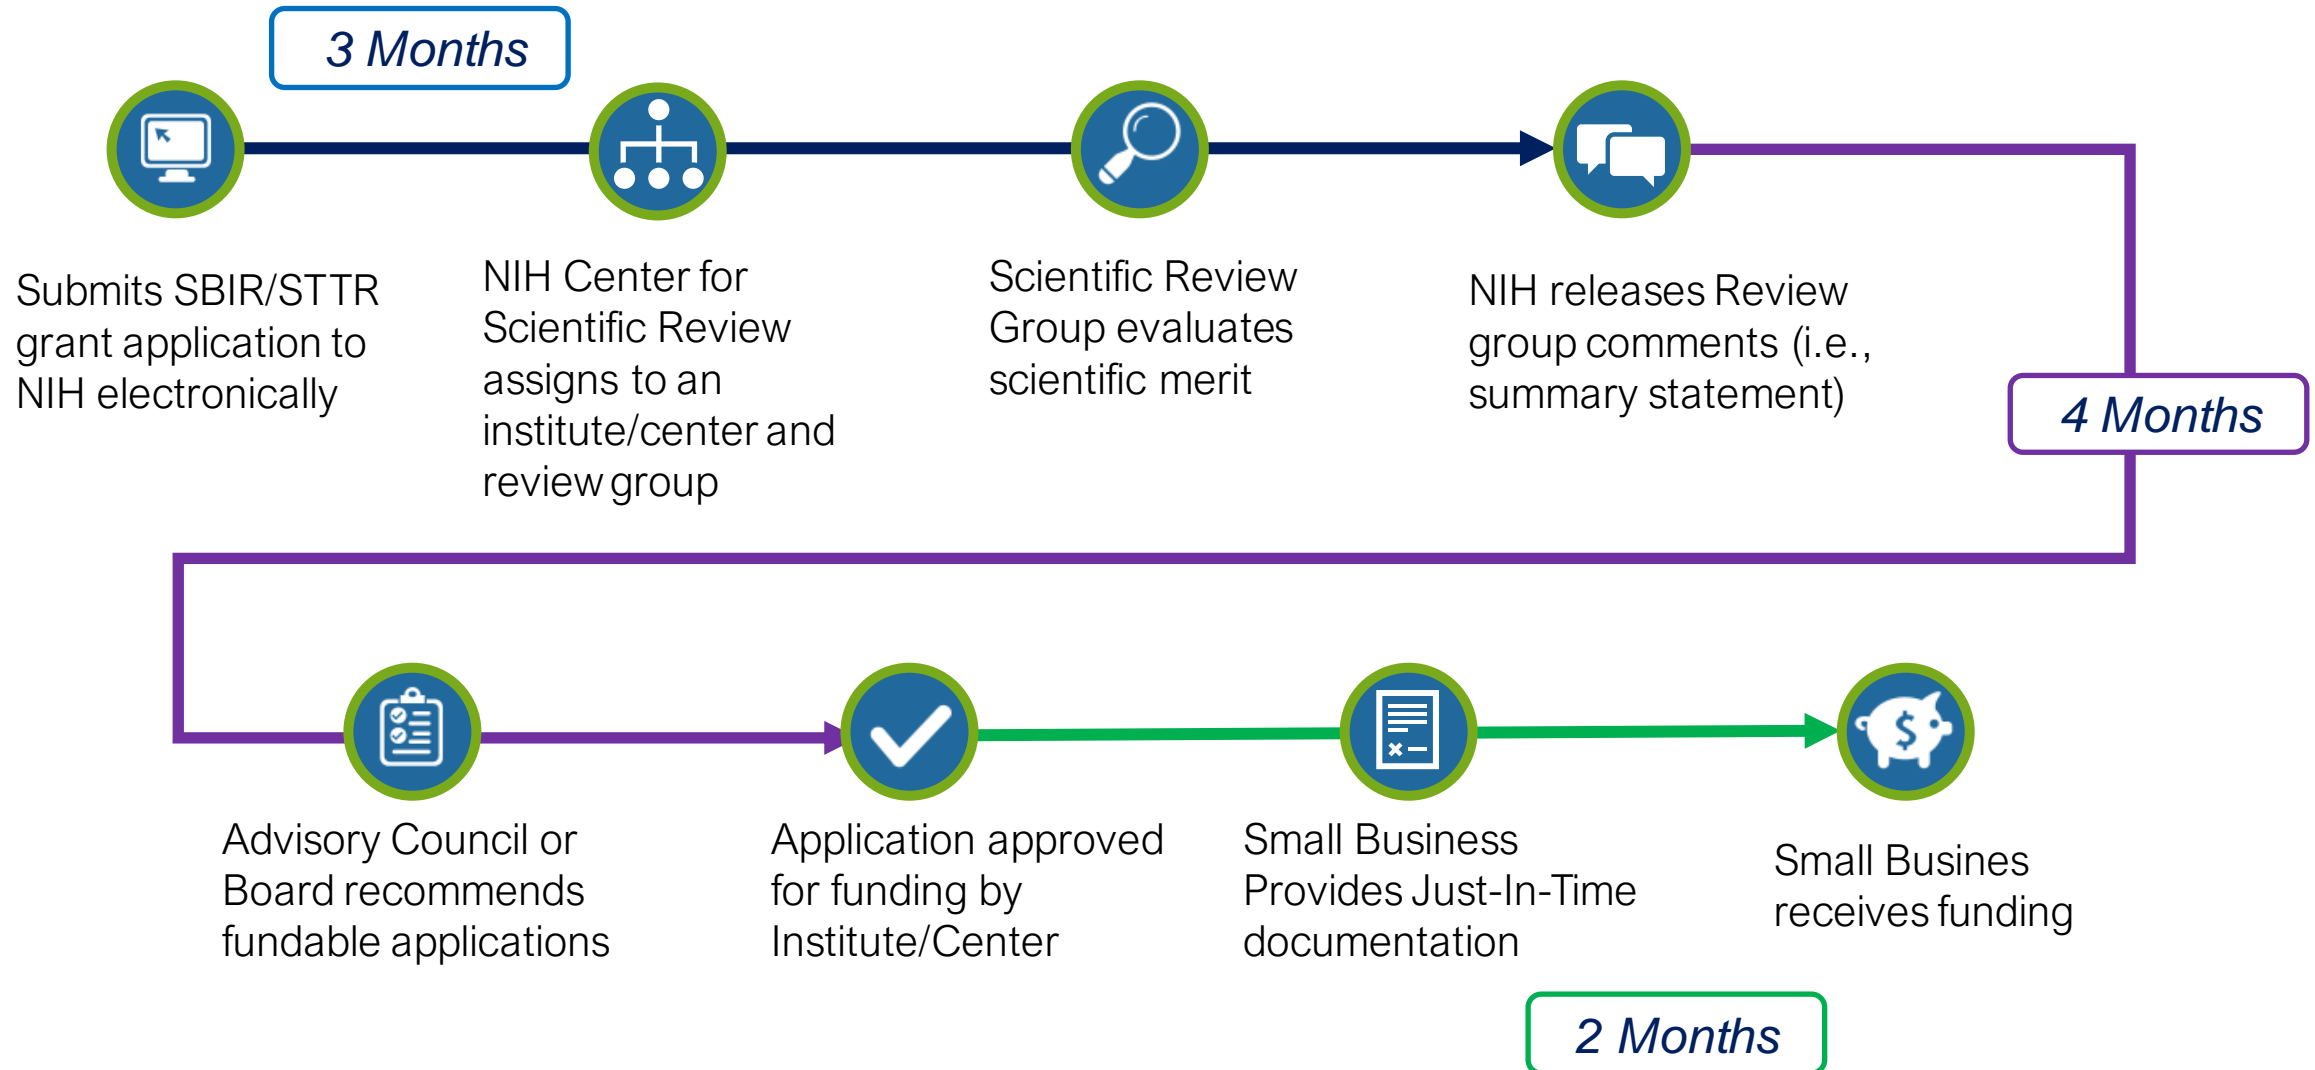 3 Months
Submits SBIR/STTR
grant application to
NIH electronically
NIH Center for
Scientific Review
assigns to an
institute/center and
review group
Scientific Review
Group evaluates
scientific merit
NIH releases Review
group comments (i.e.,
summary statement)
4 Months
Advisory Council or
Board recommends
fundable applications
Application approved
for funding by
Institute/Center
Small Business
Provides Just-In-Time
documentation
Small Busines
receives funding
2 Months